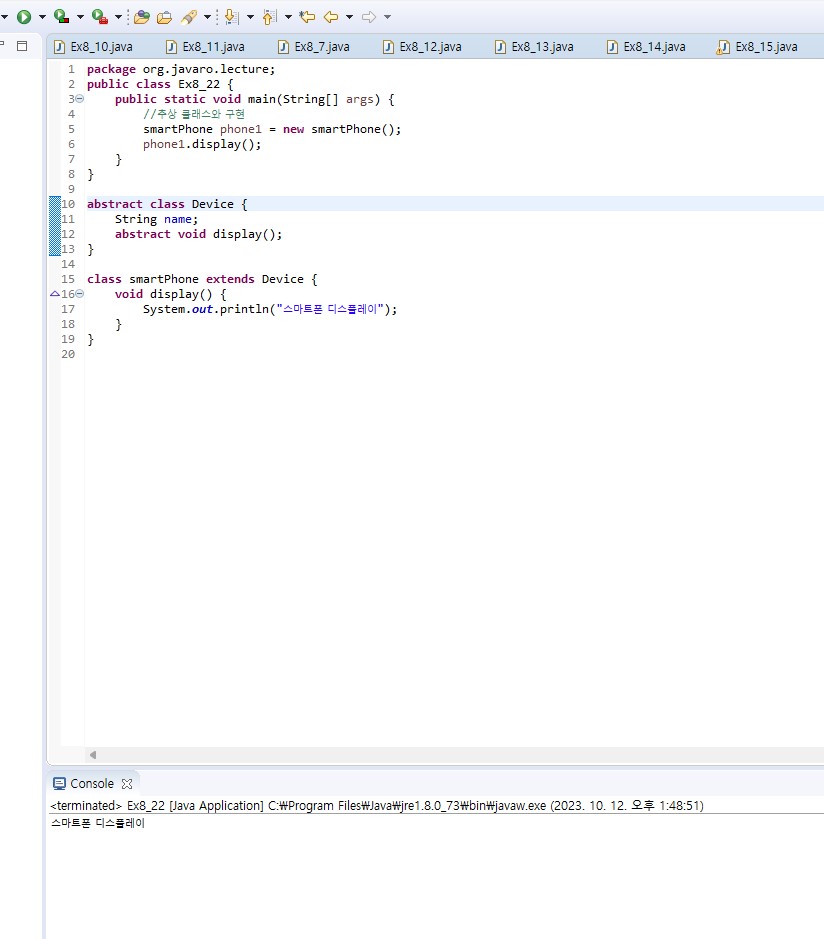 Ex8_10.java Ex8_11.java Ex8_7.java Ex8_12.java Ex8_13.java Ex8_14.java Ex8_15.java
1 package org.javaro.lecture;
2 public class Ex8_22 {
3 public static void main(String[] args) {
4 //추상 클래스와 구현
5 smartPhone phone1 = new smartPhone();
6 phone1.display();
7 }
8 }
9
10 abstract class Device {
11 String name;
12 abstract void display();
13 }
14
15 class smartPhone extends Device {
16 void display() {
17 System.out.println("스마트폰 디스플레이");
18 }
19 }
20
Console
<terminated> Ex8_22 [Java Application] C:₩Program Files₩Java₩jre1.8.0_73₩bin₩javaw.exe (2023. 10. 12. 오후 1:48:51)
스마트폰 디스플레이